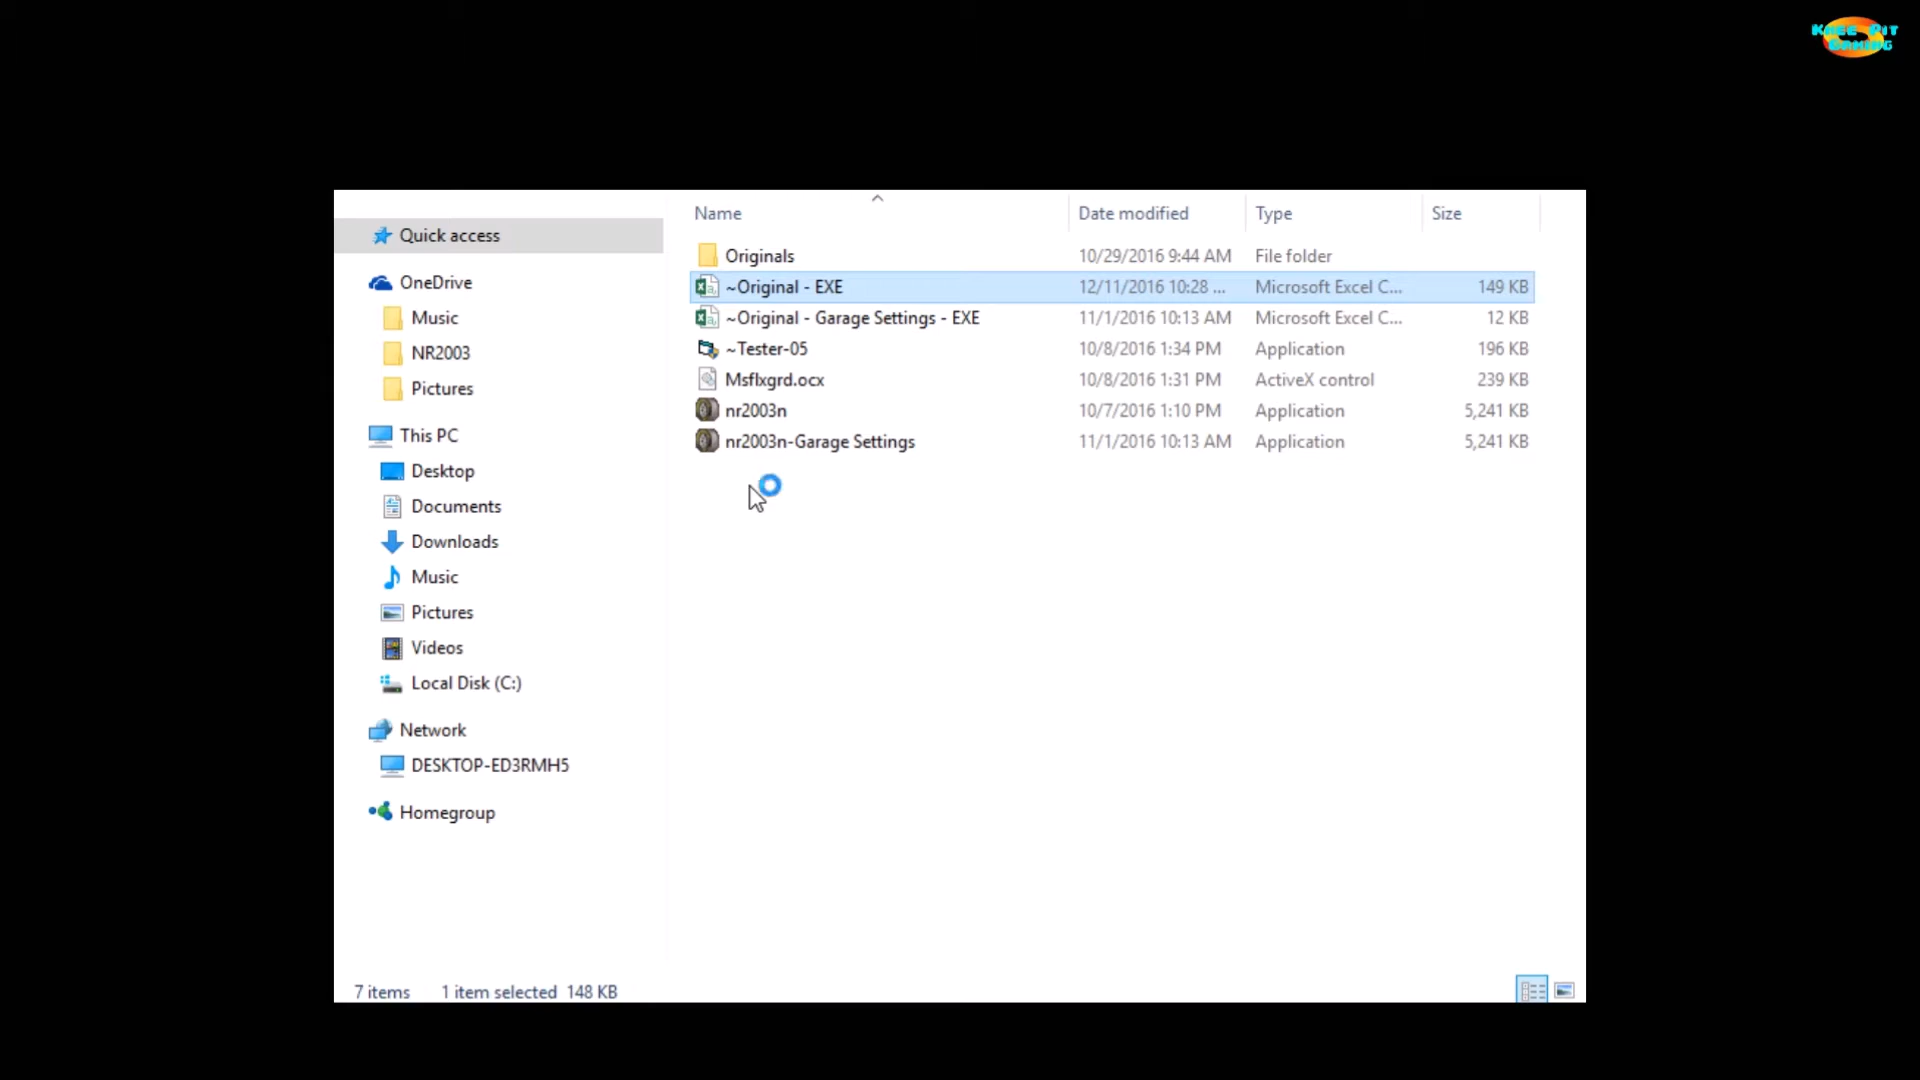 Knee Pit
Gaming
Name Date modified Type Size
Quick access
OneDrive
Music
NR2003
Pictures
This PC
Desktop
Documents
Downloads
Music
Pictures
Videos
Local Disk (C:)
Network
DESKTOP-ED3RMH5
Homegroup
Originals 10/29/2016 9:44 AM File folder
~Original - EXE 12/11/2016 10:28 ... Microsoft Excel C... 149 KB
~Original - Garage Settings - EXE 11/1/2016 10:13 AM Microsoft Excel C... 12 KB
~Tester-05 10/8/2016 1:34 PM Application 196 KB
Msflxgrd.ocx 10/8/2016 1:31 PM ActiveX control 239 KB
nr2003n 10/7/2016 1:10 PM Application 5,241 KB
nr2003n-Garage Settings 11/1/2016 10:13 AM Application 5,241 KB
7 items 1 item selected 148 KB